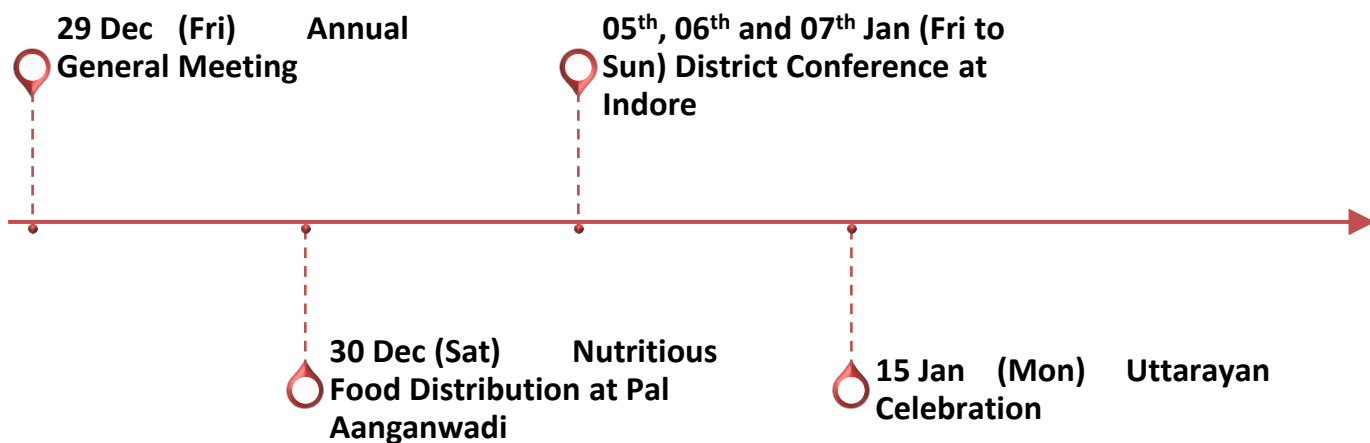 29 Dec (Fri) Annual
General Meeting
30 Dec (Sat) Nutritious
Food Distribution at Pal
Aanganwadi
05th, 06th and 07th Jan (Fri to
Sun) District Conference at
Indore
15 Jan (Mon) Uttarayan
Celebration